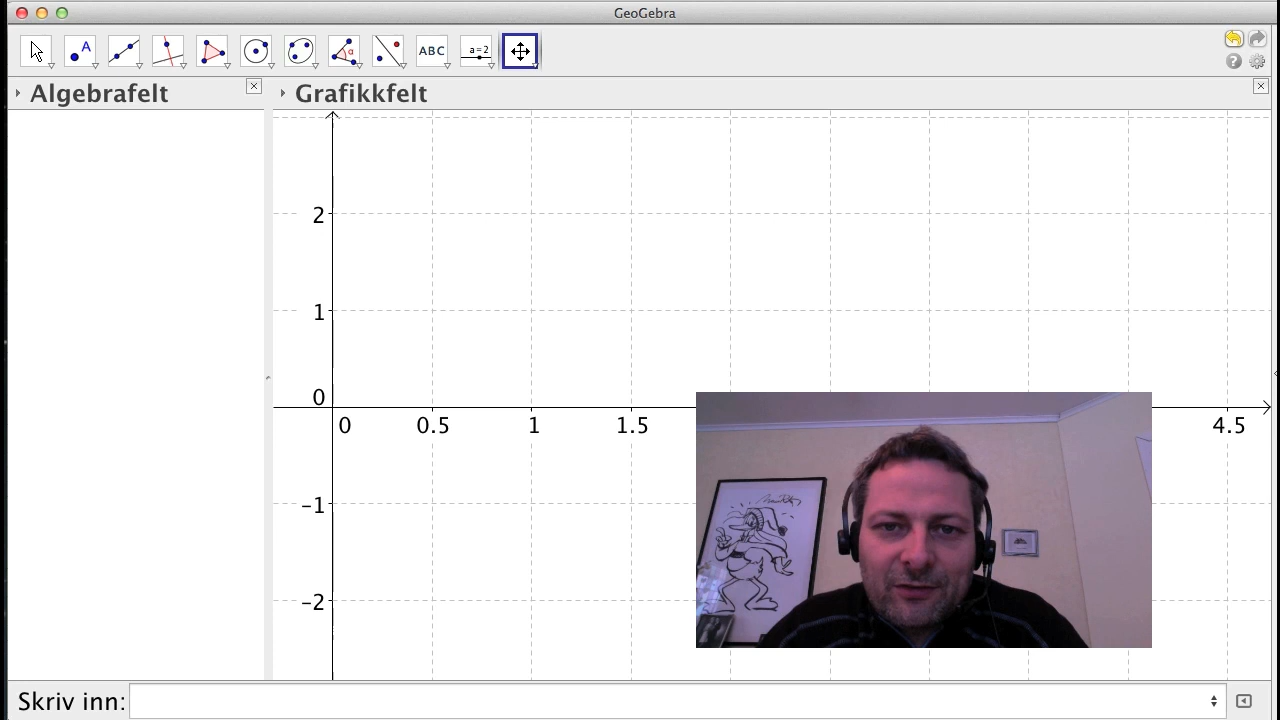 GeoGebra
A
α
ABC
a=2
Algebrafelt
Grafikkfelt
2
1
0
0 0.5 1 1.5 4.5
−1
−2
Skriv inn: